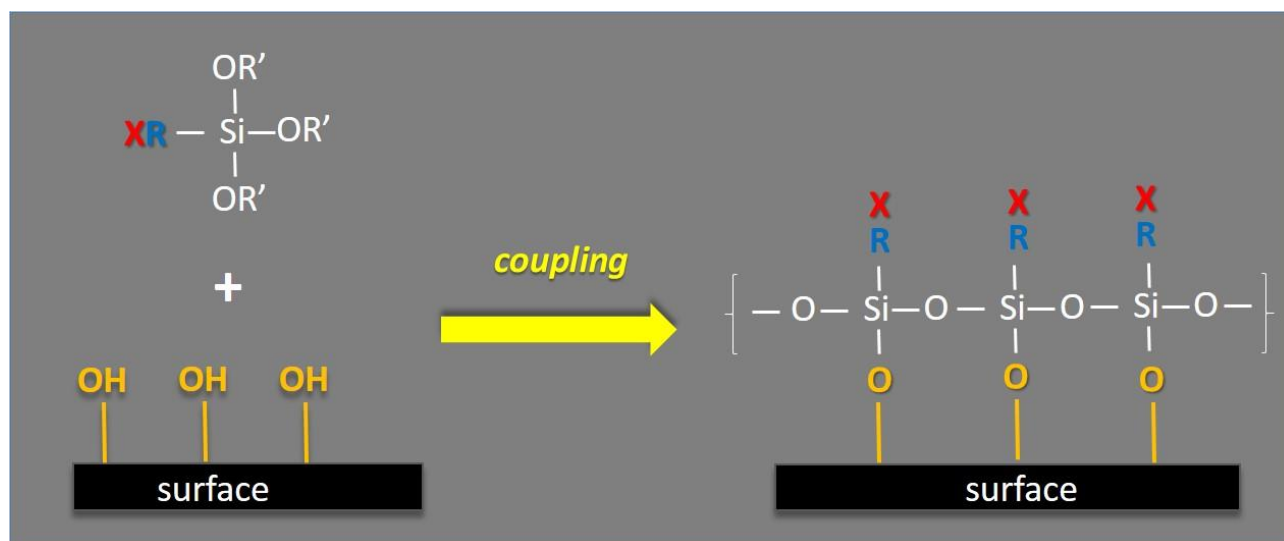 OR’
XR — Si—OR’
OR’
+
OH OH OH
surface
coupling
X X X
R R R
— O— Si—O — Si—O— Si—O—
O O O
surface